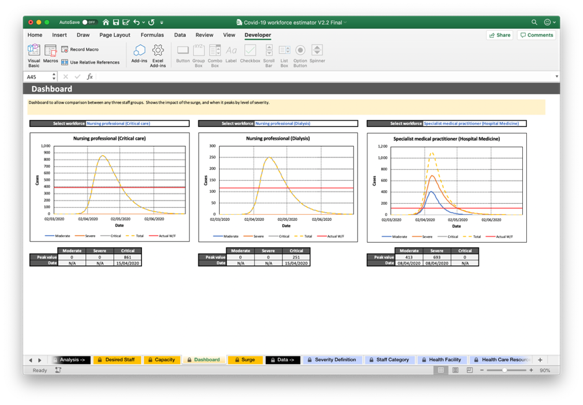 AutoSave OFF
Covid-19 workforce estimator V2.2 Final
Home Insert Draw Page Layout Formulas Data Review View Developer
Share Comments
Visual Basic
Macros
Record Macro
Use Relative References
Add-ins
Excel Add-ins
Button
Group Box
Combo Box
Label
Checkbox
Scroll Bar
List Box
Option Button
Spinner
A45
fx
Dashboard
Dashboard to allow comparison between any three staff groups. Shows the impact of the surge, and when it peaks by level of severity.
Select workforce Nursing professional (Critical care)
Nursing professional (Critical care)
1,000
900
800
700
600
500
400
300
200
100
0
Cases
02/03/2020 02/04/2020 02/05/2020 02/06/2020
Date
Moderate Severe Critical Total Actual NOT
Moderate Severe Critical
Peak value 0 0 861
Date N/A N/A 15/04/2020
Select workforce Nursing professional (Dialysis)
Nursing professional (Dialysis)
300
250
200
150
100
50
0
Cases
02/03/2020 02/04/2020 02/05/2020 02/06/2020
Date
Moderate Severe Critical Total Actual NOT
Moderate Severe Critical
Peak value 0 0 251
Date N/A N/A 15/04/2020
Select workforce Specialist medical practitioner (Hospital Medicine)
Specialist medical practitioner (Hospital Medicine)
1,200
1,000
800
600
400
200
0
Cases
02/03/2020 02/04/2020 02/05/2020 02/06/2020
Date
Moderate Severe Critical Total Actual NOT
Moderate Severe Critical
Peak value 413 693 0
Date 08/04/2020 08/04/2020 N/A
Analysis --> Desired Staff Capacity Dashboard Surge Data --> Severity Definition Staff Category Health Facility Health Care Resour
Ready
90%